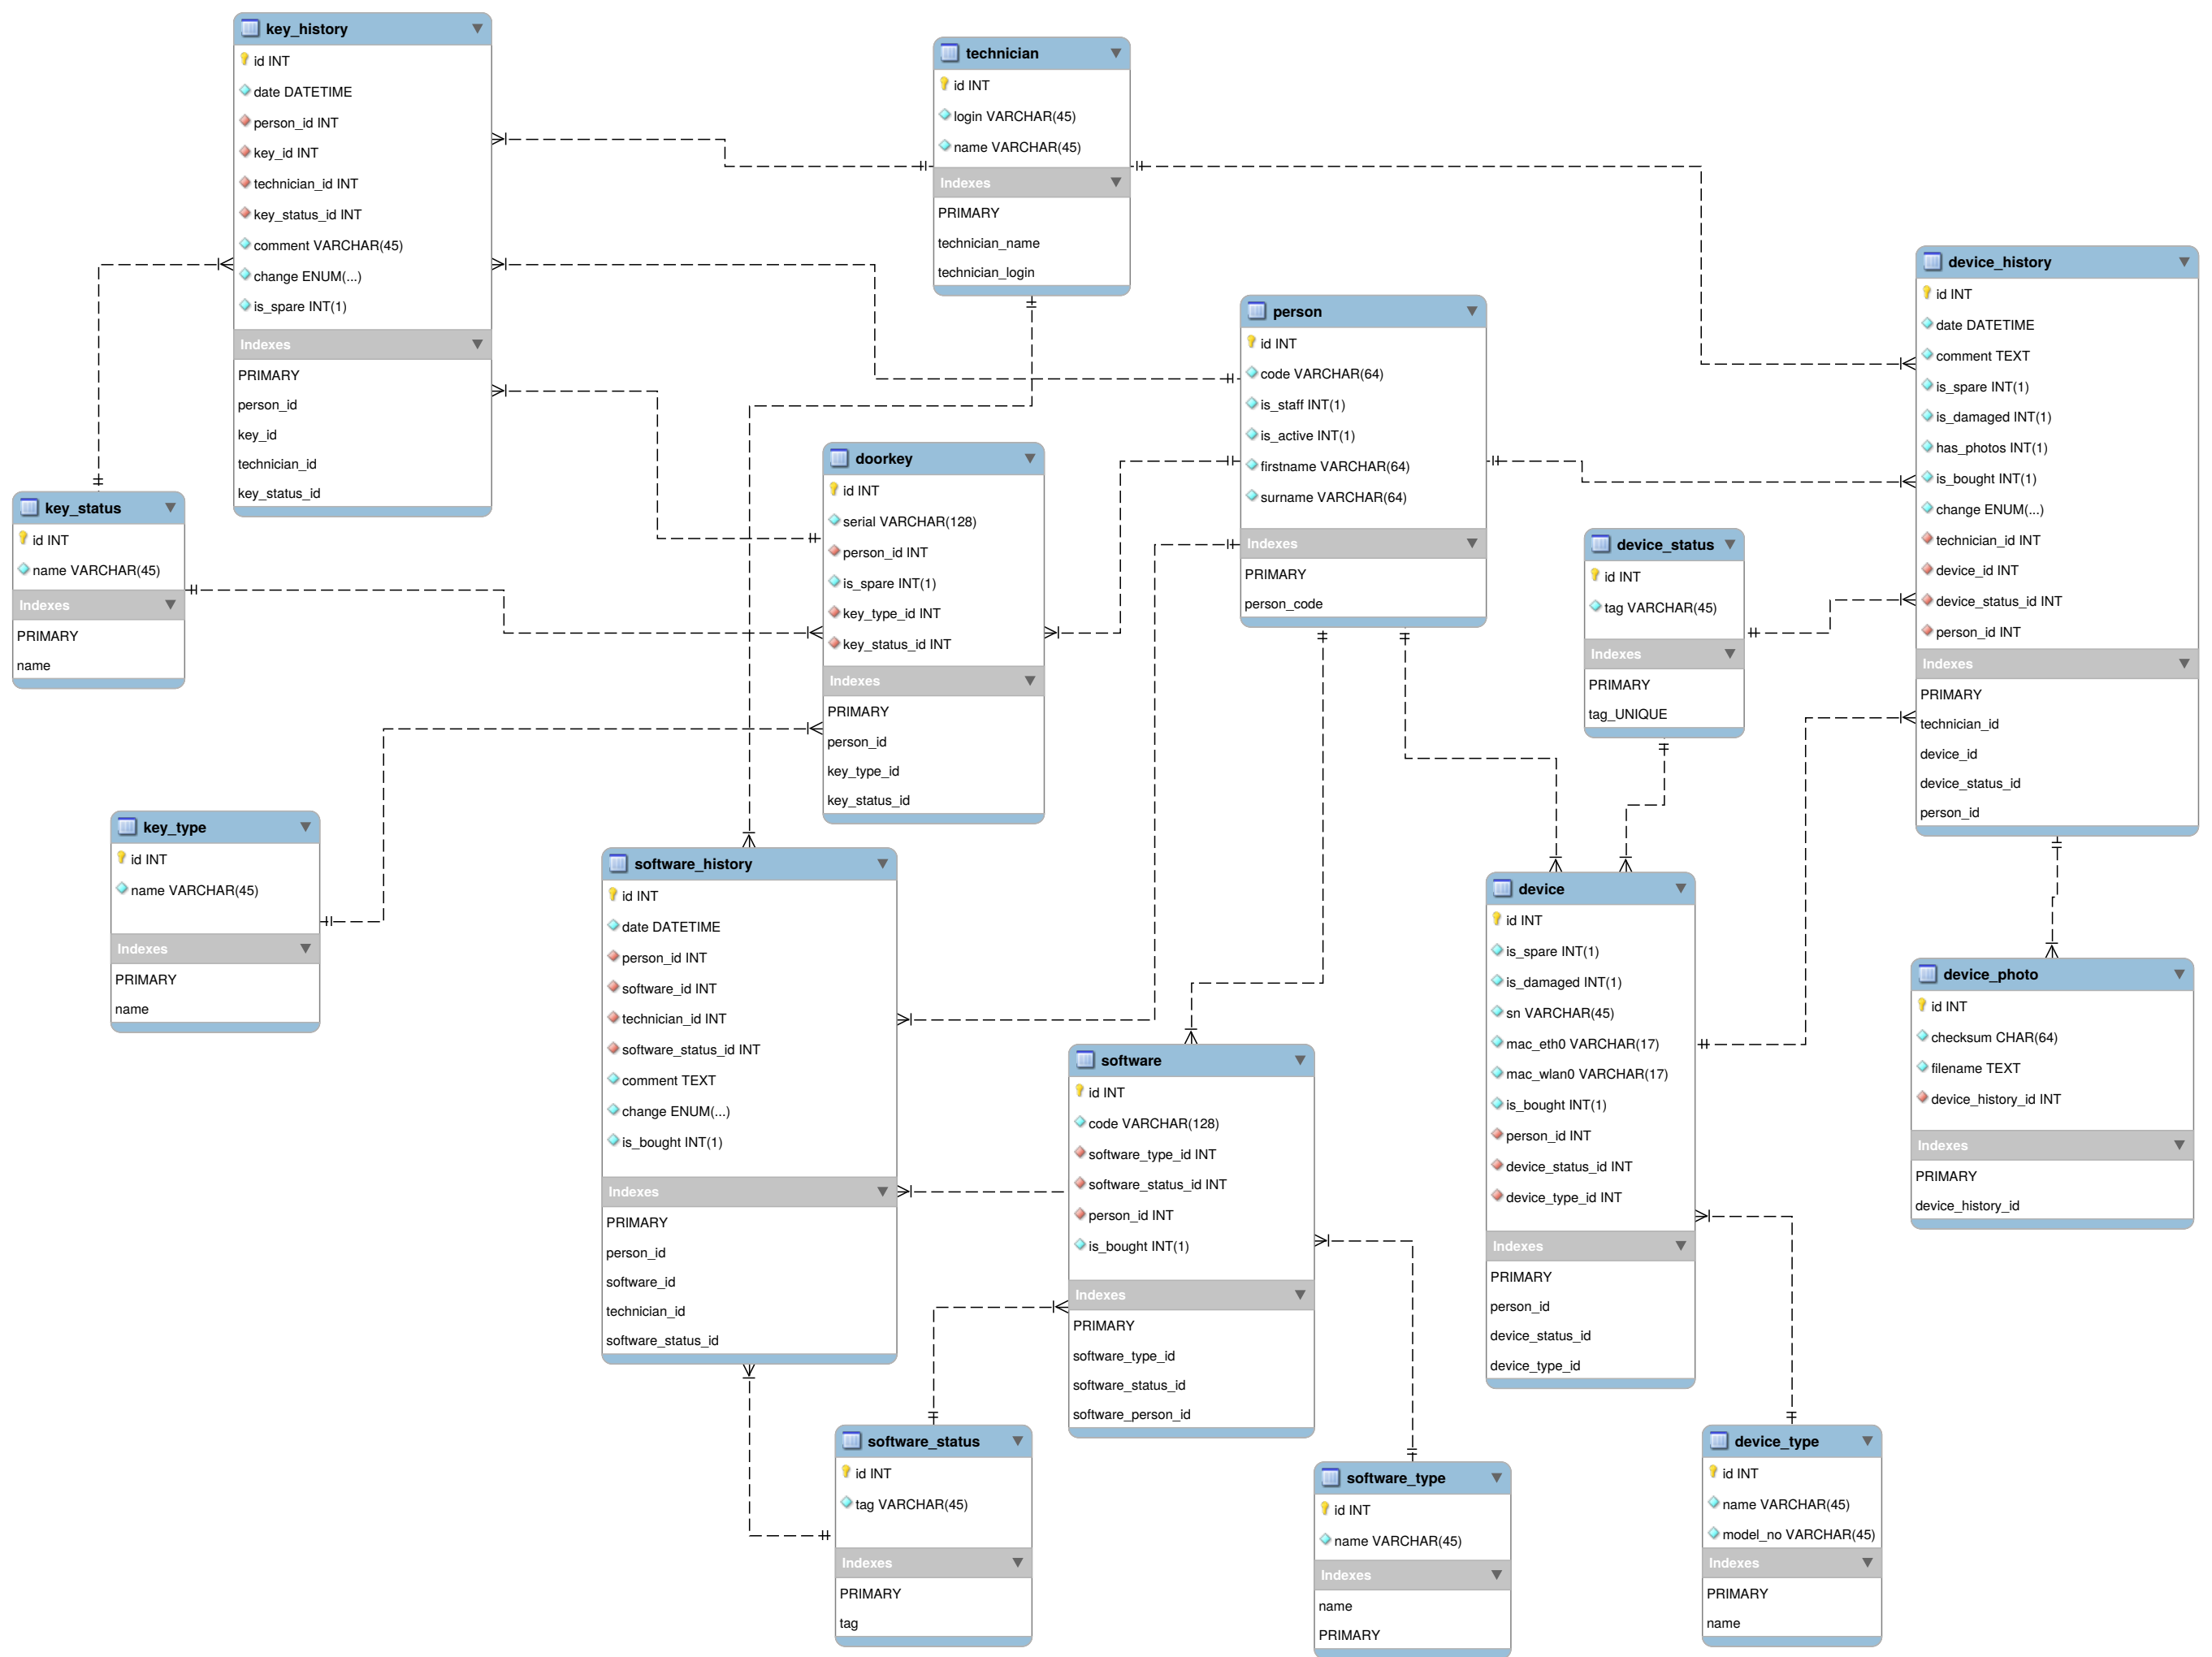 key_history
id INT
date DATETIME
person_id INT
key_id INT
technician_id INT
key_status_id INT
comment VARCHAR(45)
change ENUM(...)
is_spare INT(1)
Indexes
PRIMARY
person_id
key_id
technician_id
key_status_id
technician
id INT
login VARCHAR(45)
name VARCHAR(45)
Indexes
PRIMARY
technician_name
technician_login
person
id INT
code VARCHAR(64)
is_staff INT(1)
is_active INT(1)
firstname VARCHAR(64)
surname VARCHAR(64)
Indexes
PRIMARY
person_code
device_history
id INT
date DATETIME
comment TEXT
is_spare INT(1)
is_damaged INT(1)
has_photos INT(1)
is_bought INT(1)
change ENUM(...)
technician_id INT
device_id INT
device_status_id INT
person_id INT
Indexes
PRIMARY
technician_id
device_id
device_status_id
person_id
key_status
id INT
name VARCHAR(45)
Indexes
PRIMARY
name
doorkey
id INT
serial VARCHAR(128)
person_id INT
is_spare INT(1)
key_type_id INT
key_status_id INT
Indexes
PRIMARY
person_id
key_type_id
key_status_id
device_status
id INT
tag VARCHAR(45)
Indexes
PRIMARY
tag_UNIQUE
key_type
id INT
name VARCHAR(45)
Indexes
PRIMARY
name
software_history
id INT
date DATETIME
person_id INT
software_id INT
technician_id INT
software_status_id INT
comment TEXT
change ENUM(...)
is_bought INT(1)
Indexes
PRIMARY
person_id
software_id
technician_id
software_status_id
software
id INT
code VARCHAR(128)
software_type_id INT
software_status_id INT
person_id INT
is_bought INT(1)
Indexes
PRIMARY
software_type_id
software_status_id
software_person_id
device
id INT
is_spare INT(1)
is_damaged INT(1)
sn VARCHAR(45)
mac_eth0 VARCHAR(17)
mac_wlan0 VARCHAR(17)
is_bought INT(1)
person_id INT
device_status_id INT
device_type_id INT
Indexes
PRIMARY
person_id
device_status_id
device_type_id
device_photo
id INT
checksum CHAR(64)
filename TEXT
device_history_id INT
Indexes
PRIMARY
device_history_id
software_status
id INT
tag VARCHAR(45)
Indexes
PRIMARY
tag
software_type
id INT
name VARCHAR(45)
Indexes
name
PRIMARY
device_type
id INT
name VARCHAR(45)
model_no VARCHAR(45)
Indexes
PRIMARY
name